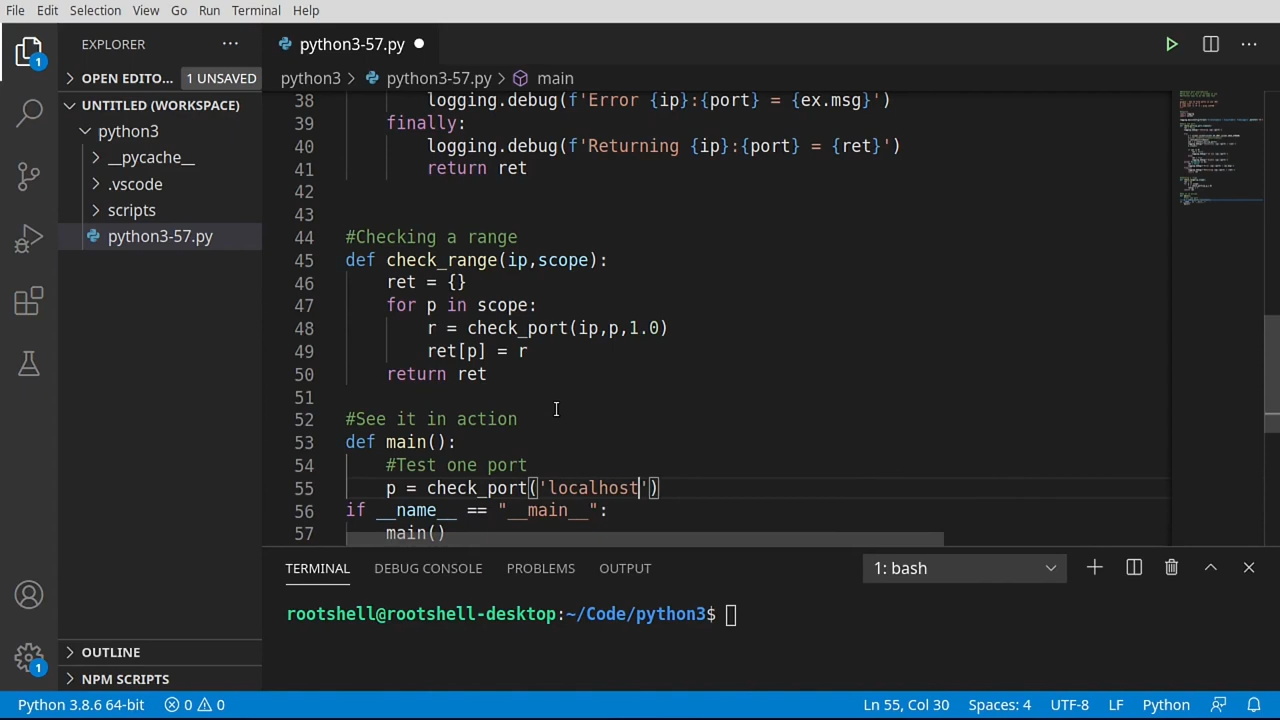 File Edit Selection View Go Run Terminal Help
EXPLORER ···
python3-57.py
OPEN EDITO... 1 UNSAVED
python3 > python3-57.py > main
UNTITLED (WORKSPACE)
python3
__pycache__
.vscode
scripts
python3-57.py
1
38 logging.debug(f'Error {ip}:{port} = {ex.msg}')
39 finally:
40 logging.debug(f'Returning {ip}:{port} = {ret}')
41 return ret
42
43
44 #Checking a range
45 def check_range(ip,scope):
46 ret = {}
47 for p in scope:
48 r = check_port(ip,p,1.0)
49 ret[p] = r
50 return ret
51
52 #See it in action
53 def main():
54 #Test one port
55 p = check_port('localhost')
56 if __name__ == "__main__":
57 main()
TERMINAL DEBUG CONSOLE PROBLEMS OUTPUT 1: bash
rootshell@rootshell-desktop:~/Code/python3$
OUTLINE
NPM SCRIPTS
1
Python 3.8.6 64-bit 0 0 Ln 55, Col 30 Spaces: 4 UTF-8 LF Python